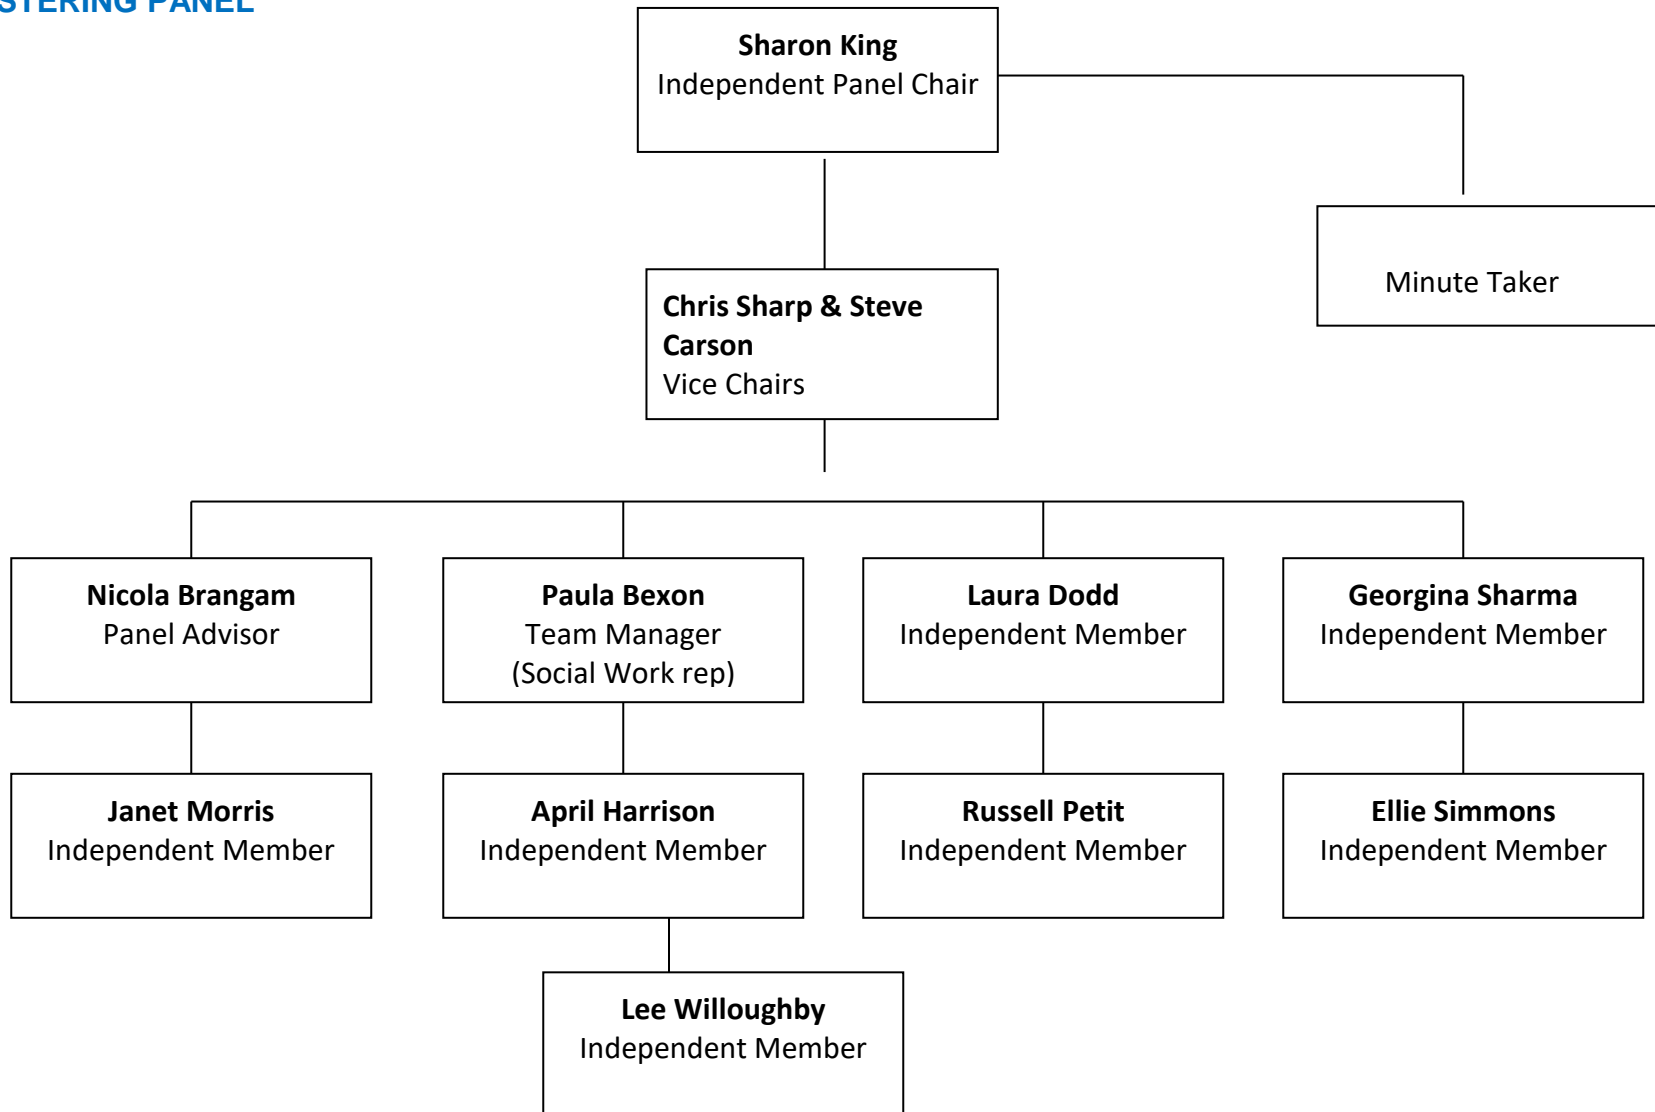 STERING PANEL
Sharon King
Independent Panel Chair
Minute Taker
Chris Sharp & Steve
Carson
Vice Chairs
Nicola Brangam
Panel Advisor
Paula Bexon
Team Manager
(Social Work rep)
Laura Dodd
Independent Member
Georgina Sharma
Independent Member
Janet Morris
Independent Member
April Harrison
Independent Member
Russell Petit
Independent Member
Ellie Simmons
Independent Member
Lee Willoughby
Independent Member